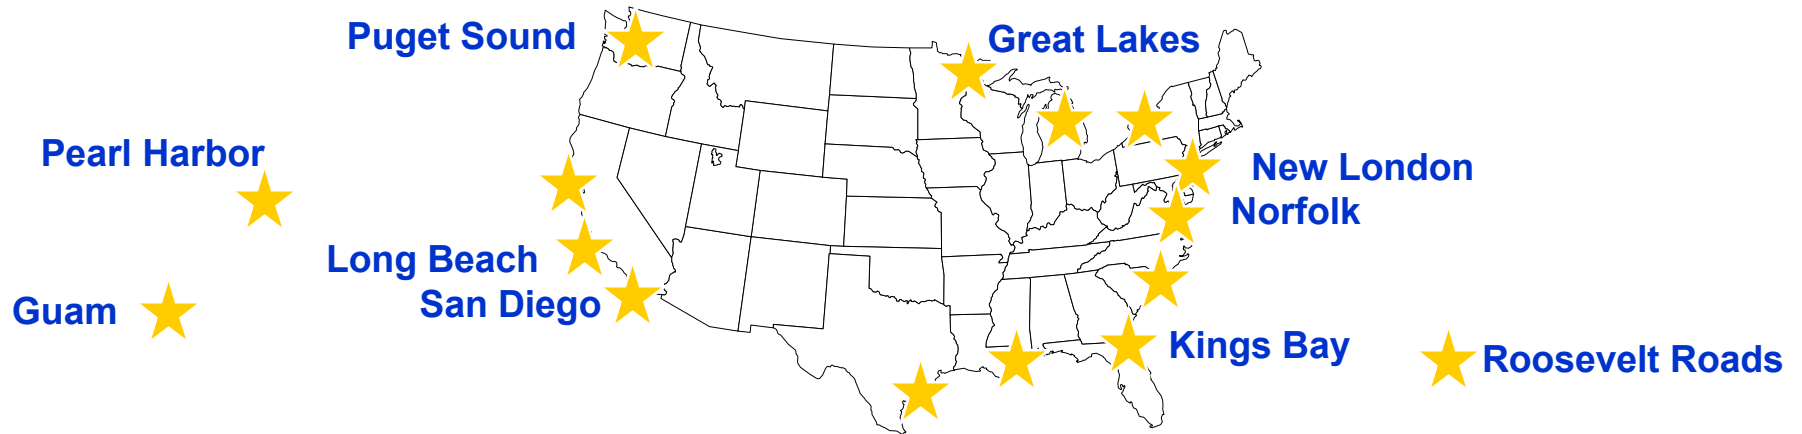 Puget Sound
Great Lakes
Pearl Harbor
New London
Norfolk
Long Beach
San Diego
Guam
Kings Bay
Roosevelt Roads